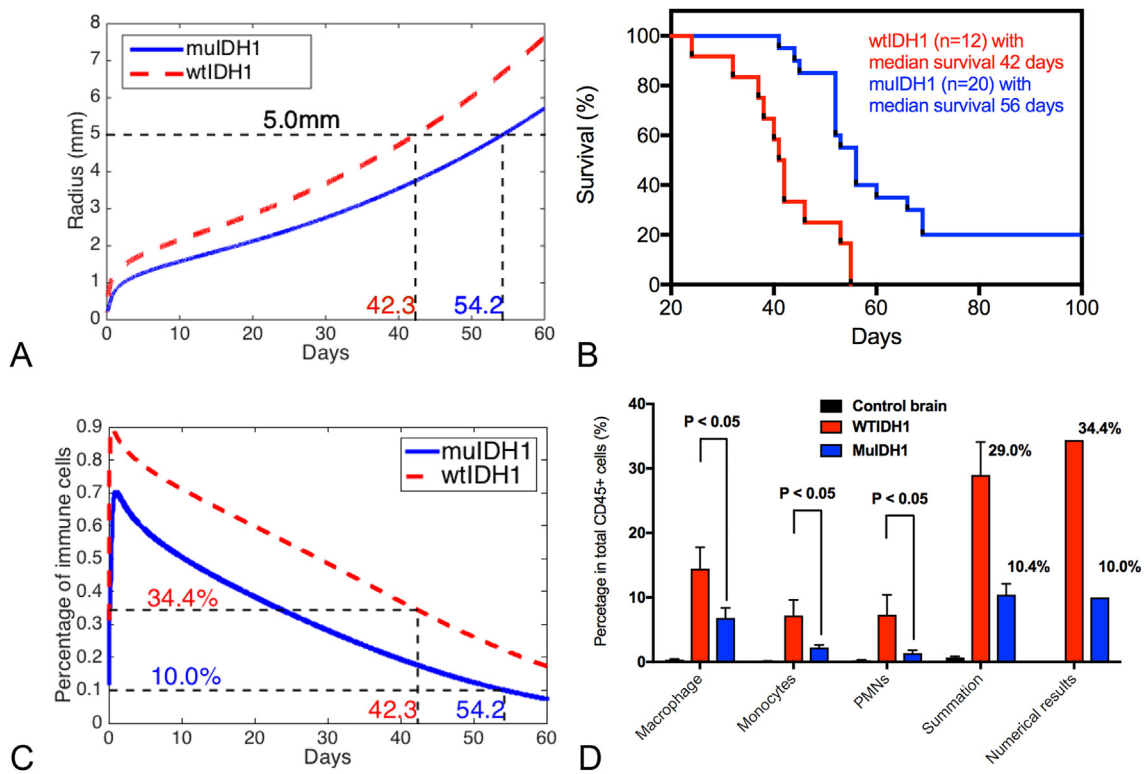 8
7
6
5
4
3
2
1
0
Radius (mm)
muIDH1
wtIDH1
5.0mm
42.3
54.2
0
10
20
30
40
50
60
Days
A
100
80
60
40
20
0
Survival (%)
wtIDH1 (n=12) with
median survival 42 days
muIDH1 (n=20) with
median survival 56 days
20
40
60
80
100
Days
B
0.9
0.8
0.7
0.6
0.5
0.4
0.3
0.2
0.1
0
Percentage of immune cells
muIDH1
wtIDH1
34.4%
10.0%
42.3
54.2
0
10
20
30
40
50
60
Days
C
40
30
20
10
0
Percetage in total CD45+ cells (%)
Control brain
WTIDH1
MuIDH1
P < 0.05
P < 0.05
P < 0.05
29.0%
10.4%
34.4%
10.0%
Macrophage
Monocytes
PMNs
Summation
Numerical results
D